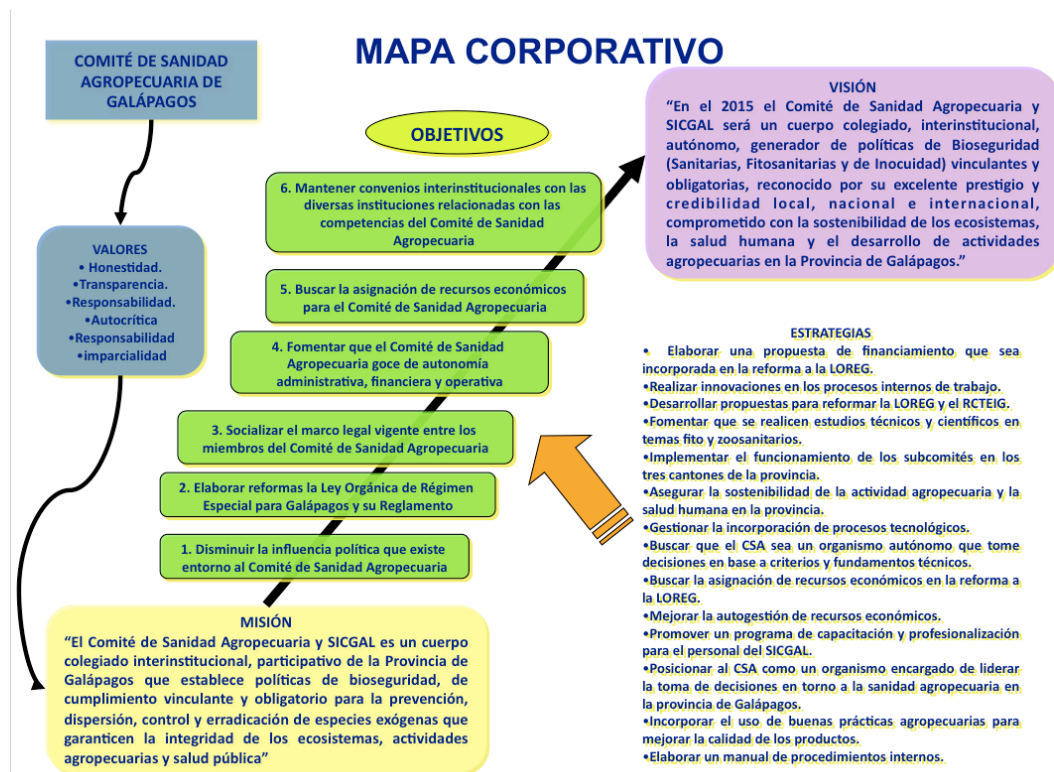 MAPA CORPORATIVO
COMITÉ DE SANIDAD
AGROPECUARIA DE
GALÁPAGOS
VALORES
• Honestidad.
•Transparencia.
•Responsabilidad.
•Autocrítica
•Responsabilidad
•imparcialidad
OBJETIVOS
6. Mantener convenios interinstitucionales con las
diversas instituciones relacionadas con las
competencias del Comité de Sanidad
Agropecuaria
5. Buscar la asignación de recursos económicos
para el Comité de Sanidad Agropecuaria
4. Fomentar que el Comité de Sanidad
Agropecuaria goce de autonomía
administrativa, financiera y operativa
3. Socializar el marco legal vigente entre los
miembros del Comité de Sanidad Agropecuaria
2. Elaborar reformas la Ley Orgánica de Régimen
Especial para Galápagos y su Reglamento
1. Disminuir la influencia política que existe
entorno al Comité de Sanidad Agropecuaria
MISIÓN
“El Comité de Sanidad Agropecuaria y SICGAL es un cuerpo
colegiado interinstitucional, participativo de la Provincia de
Galápagos que establece políticas de bioseguridad, de
cumplimiento vinculante y obligatorio para la prevención,
dispersión, control y erradicación de especies exógenas que
garanticen la integridad de los ecosistemas, actividades
agropecuarias y salud pública”
VISIÓN
“En el 2015 el Comité de Sanidad Agropecuaria y
SICGAL será un cuerpo colegiado, interinstitucional,
autónomo, generador de políticas de Bioseguridad
(Sanitarias, Fitosanitarias y de Inocuidad) vinculantes y
obligatorias, reconocido por su excelente prestigio y
credibilidad local, nacional e internacional,
comprometido con la sostenibilidad de los ecosistemas,
la salud humana y el desarrollo de actividades
agropecuarias en la Provincia de Galápagos.”
ESTRATEGIAS
• Elaborar una propuesta de financiamiento que sea
incorporada en la reforma a la LOREG.
•Realizar innovaciones en los procesos internos de trabajo.
•Desarrollar propuestas para reformar la LOREG y el RCTEIG.
•Fomentar que se realicen estudios técnicos y científicos en
temas fito y zoosanitarios.
•Implementar el funcionamiento de los subcomités en los
tres cantones de la provincia.
•Asegurar la sostenibilidad de la actividad agropecuaria y la
salud humana en la provincia.
•Gestionar la incorporación de procesos tecnológicos.
•Buscar que el CSA sea un organismo autónomo que tome
decisiones en base a criterios y fundamentos técnicos.
•Buscar la asignación de recursos económicos en la reforma a
la LOREG.
•Mejorar la autogestión de recursos económicos.
•Promover un programa de capacitación y profesionalización
para el personal del SICGAL.
•Posicionar al CSA como un organismo encargado de liderar
la toma de decisiones en torno a la sanidad agropecuaria en
la provincia de Galápagos.
•Incorporar el uso de buenas prácticas agropecuarias para
mejorar la calidad de los productos.
•Elaborar un manual de procedimientos internos.